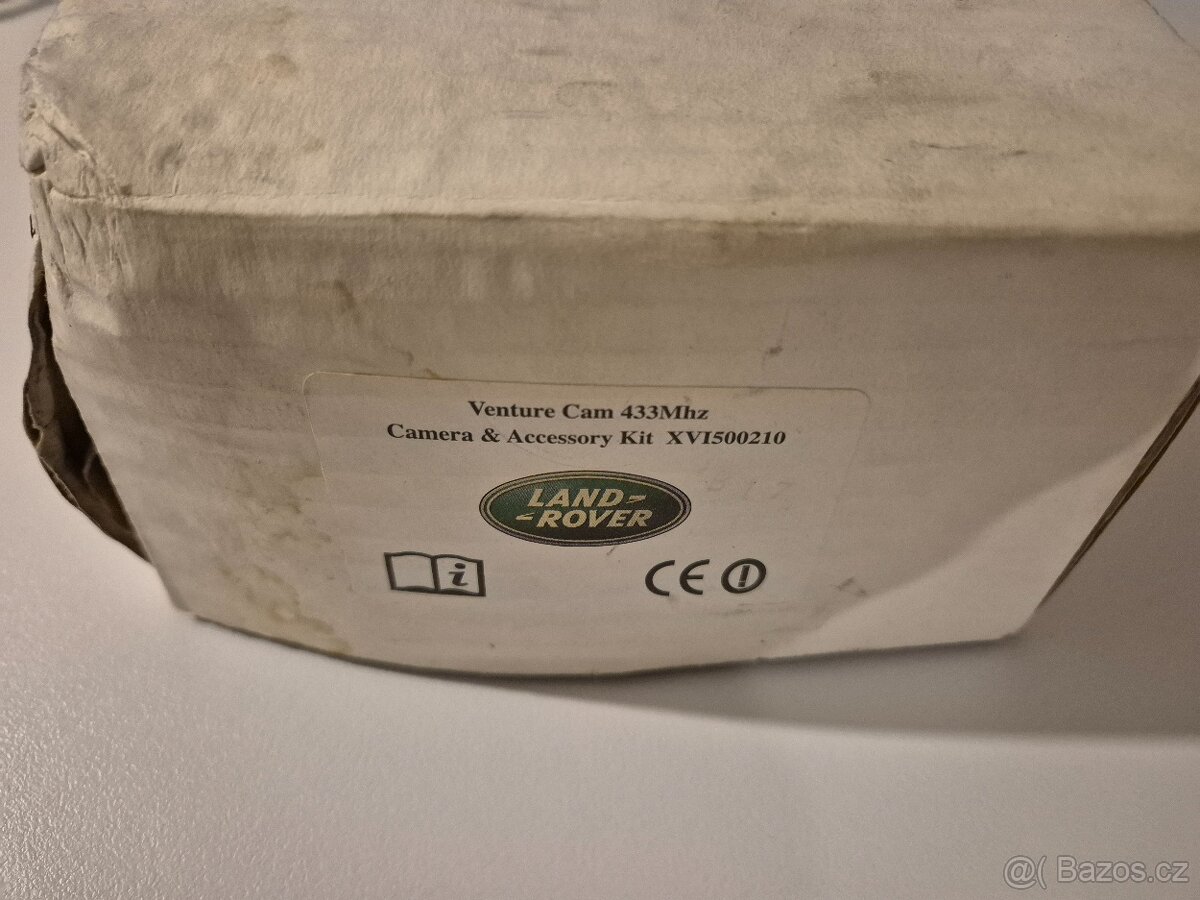 Venture Cam 433Mhz
Camera & Accessory Kit XVI500210
LAND-
-ROVER
i
CE !
@( Bazos.cz